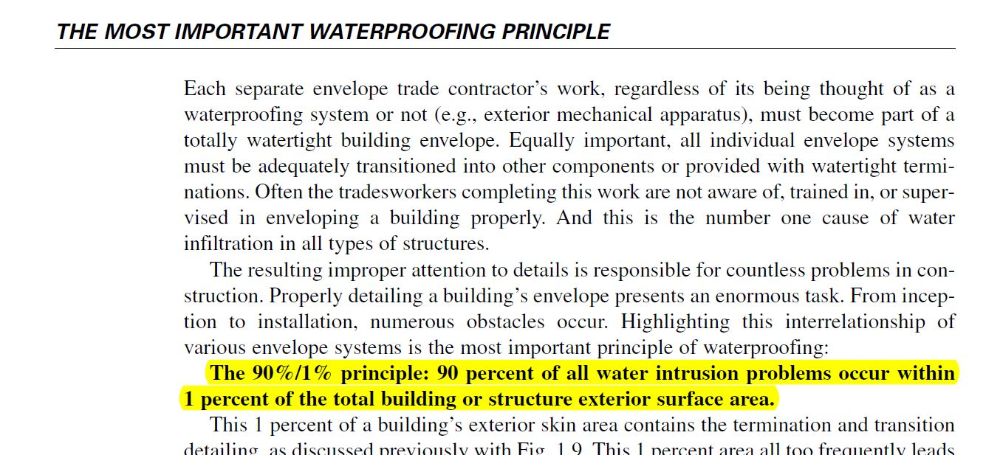 THE MOST IMPORTANT WATERPROOFING PRINCIPLE
Each separate envelope trade contractor's work, regardless of its being thought of as a
waterproofing system or not (e.g., exterior mechanical apparatus), must become part of a
totally watertight building envelope. Equally important, all individual envelope systems
must be adequately transitioned into other components or provided with watertight termi-
nations. Often the tradesworkers completing this work are not aware of, trained in, or super-
vised in enveloping a building properly. And this is the number one cause of water
infiltration in all types of structures.
The resulting improper attention to details is responsible for countless problems in con-
struction. Properly detailing a building's envelope presents an enormous task. From incep-
tion to installation, numerous obstacles occur. Highlighting this interrelationship of
various envelope systems is the most important principle of waterproofing:
The 90%/1% principle: 90 percent of all water intrusion problems occur within
1 percent of the total building or structure exterior surface area.
This 1 percent of a building's exterior skin area contains the termination and transition
detailing, as discussed previously with Fig. 1.9. This 1 percent area all too frequently leads